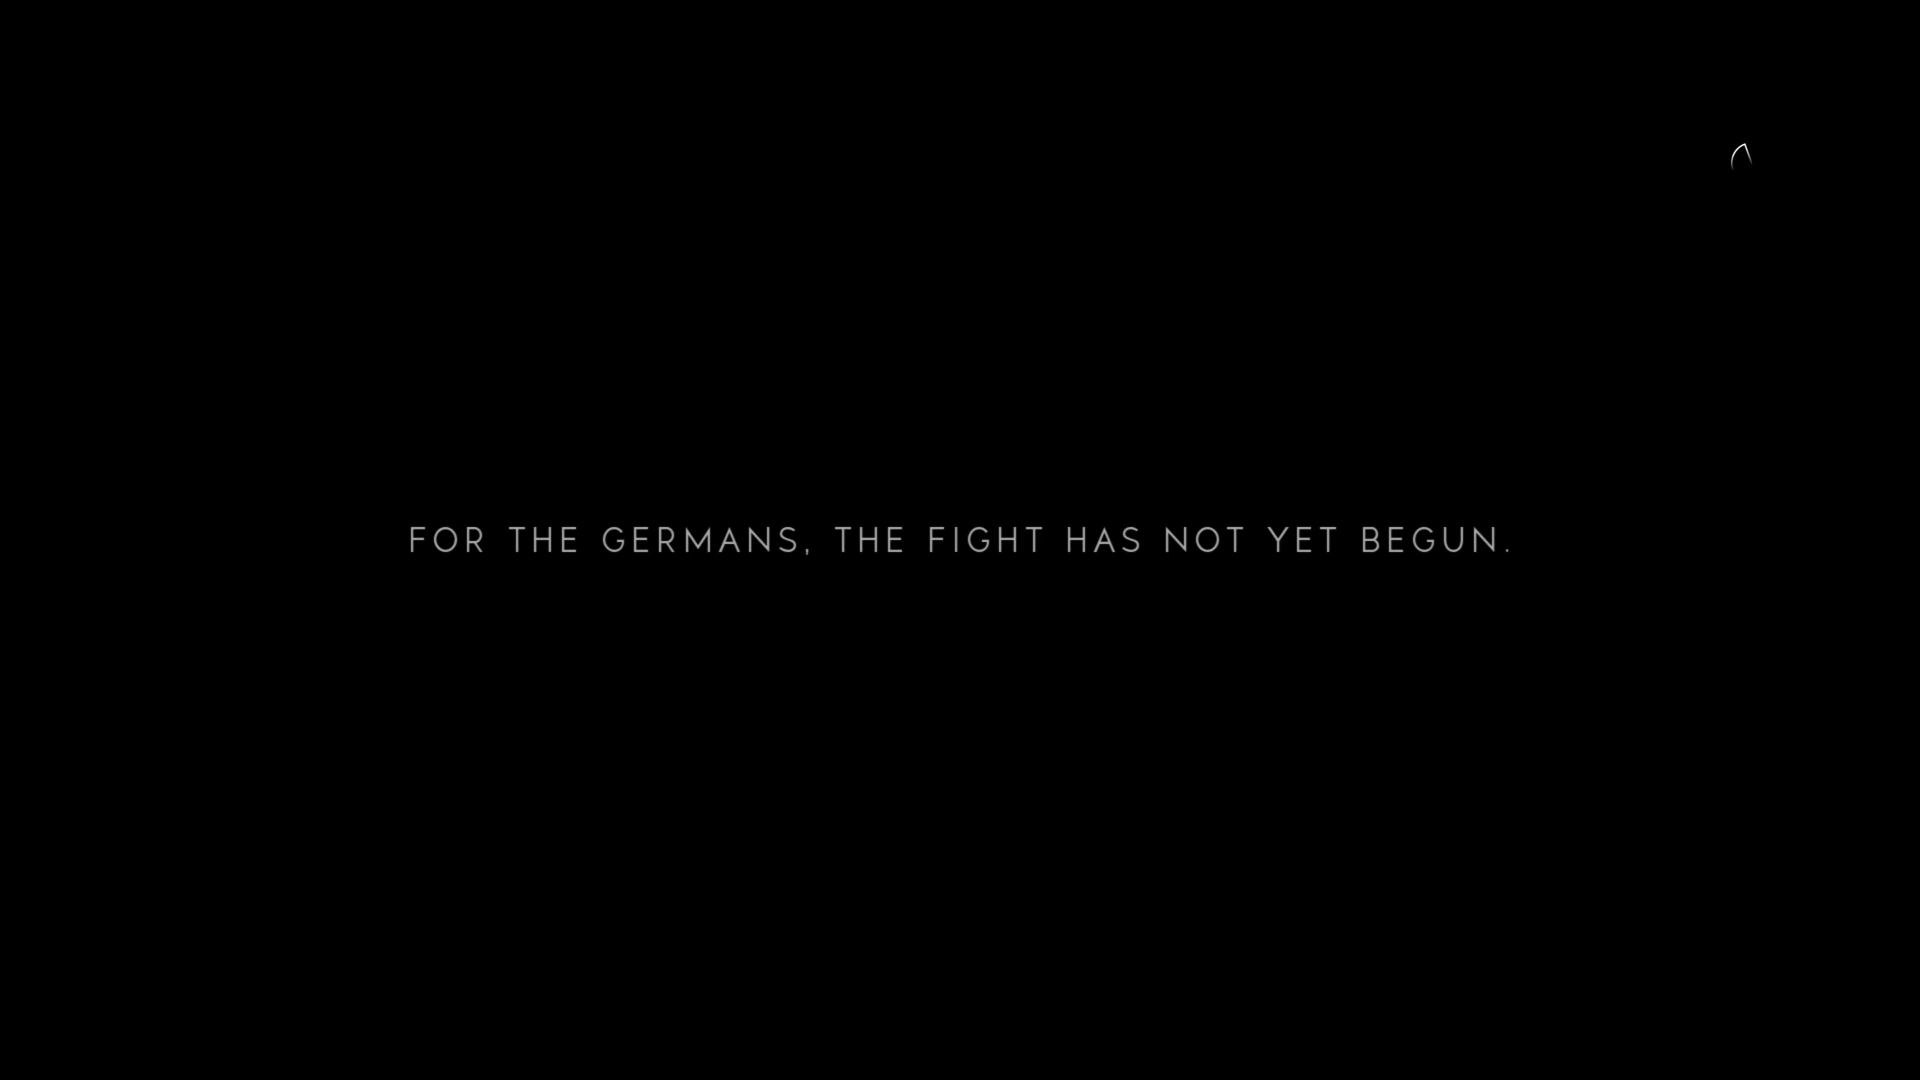 FOR THE GERMANS, THE FIGHT HAS NOT YET BEGUN.